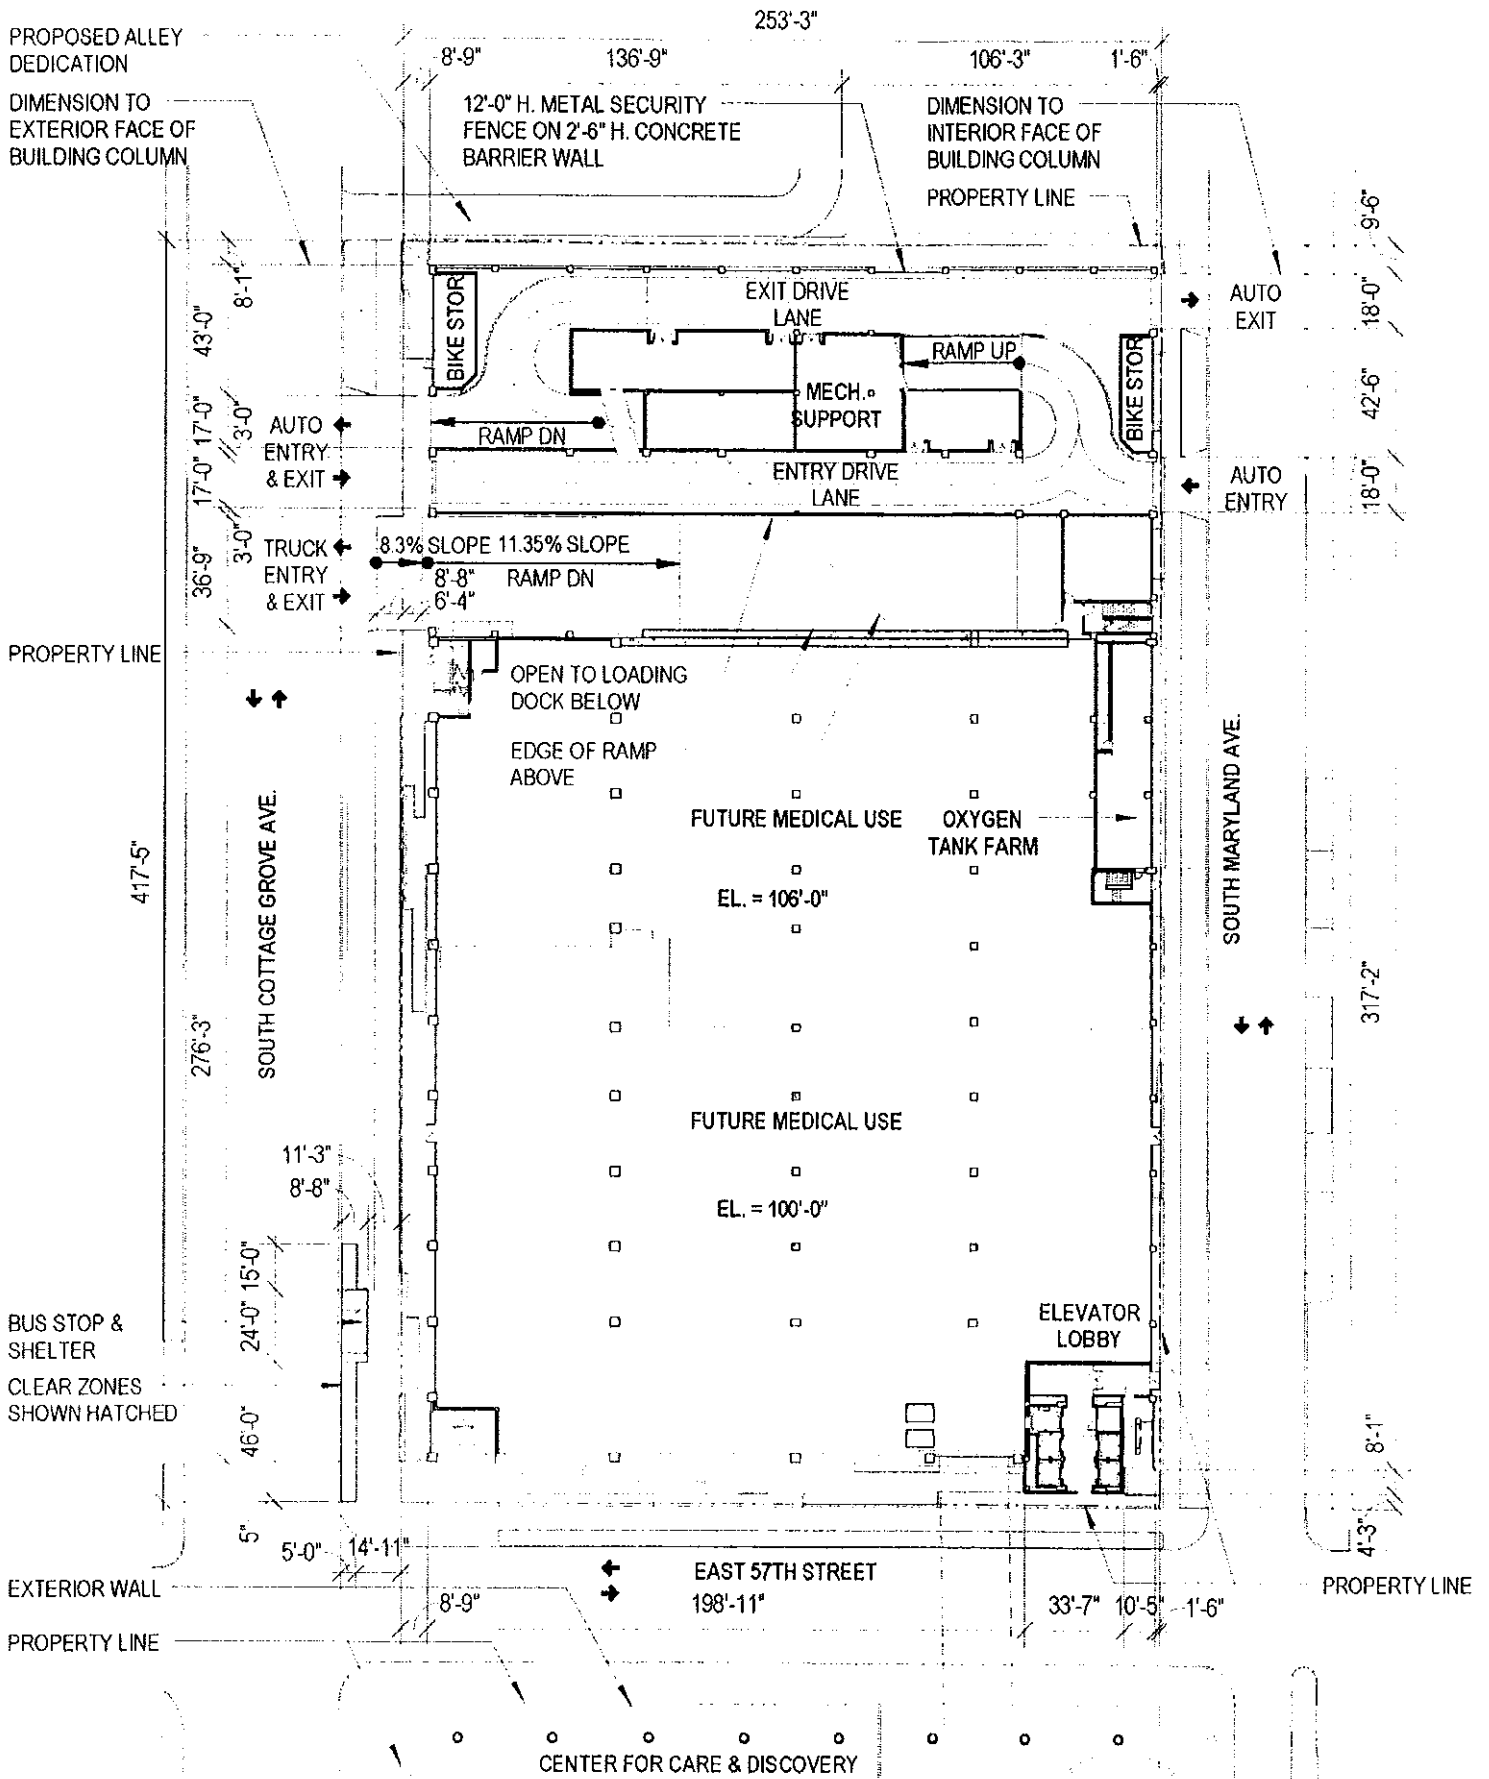 253'-3"
PROPOSED ALLEY
DEDICATION
8'-9"
136'-9"
106'-3"
1'-6"
DIMENSION TO
EXTERIOR FACE OF
BUILDING COLUMN
12'-0" H. METAL SECURITY
FENCE ON 2'-6" H. CONCRETE
BARRIER WALL
DIMENSION TO
INTERIOR FACE OF
BUILDING COLUMN
PROPERTY LINE
9'-6"
8'-1"
BIKE STOR
EXIT DRIVE
LANE
AUTO
EXIT
18'-0"
43'-0"
RAMP UP
MECH.
SUPPORT
BIKE STOR
42'-6"
17'-0"
3'-0"
AUTO
ENTRY
& EXIT
RAMP DN
ENTRY DRIVE
LANE
AUTO
ENTRY
18'-0"
17'-0"
3'-0"
TRUCK
ENTRY
& EXIT
8.3% SLOPE
11.35% SLOPE
RAMP DN
8'-8"
6'-4"
36'-9"
PROPERTY LINE
OPEN TO LOADING
DOCK BELOW
EDGE OF RAMP
ABOVE
FUTURE MEDICAL USE
OXYGEN
TANK FARM
EL. = 106'-0"
SOUTH COTTAGE GROVE AVE.
SOUTH MARYLAND AVE.
417'-5"
276'-3"
317'-2"
FUTURE MEDICAL USE
11'-3"
8'-8"
EL. = 100'-0"
15'-0"
24'-0"
BUS STOP &
SHELTER
ELEVATOR
LOBBY
CLEAR ZONES
SHOWN HATCHED
46'-0"
8'-1"
5"
5'-0"
14'-11"
4'-3"
EAST 57TH STREET
EXTERIOR WALL
8'-9"
198'-11"
33'-7"
10'-5"
1'-6"
PROPERTY LINE
PROPERTY LINE
CENTER FOR CARE & DISCOVERY